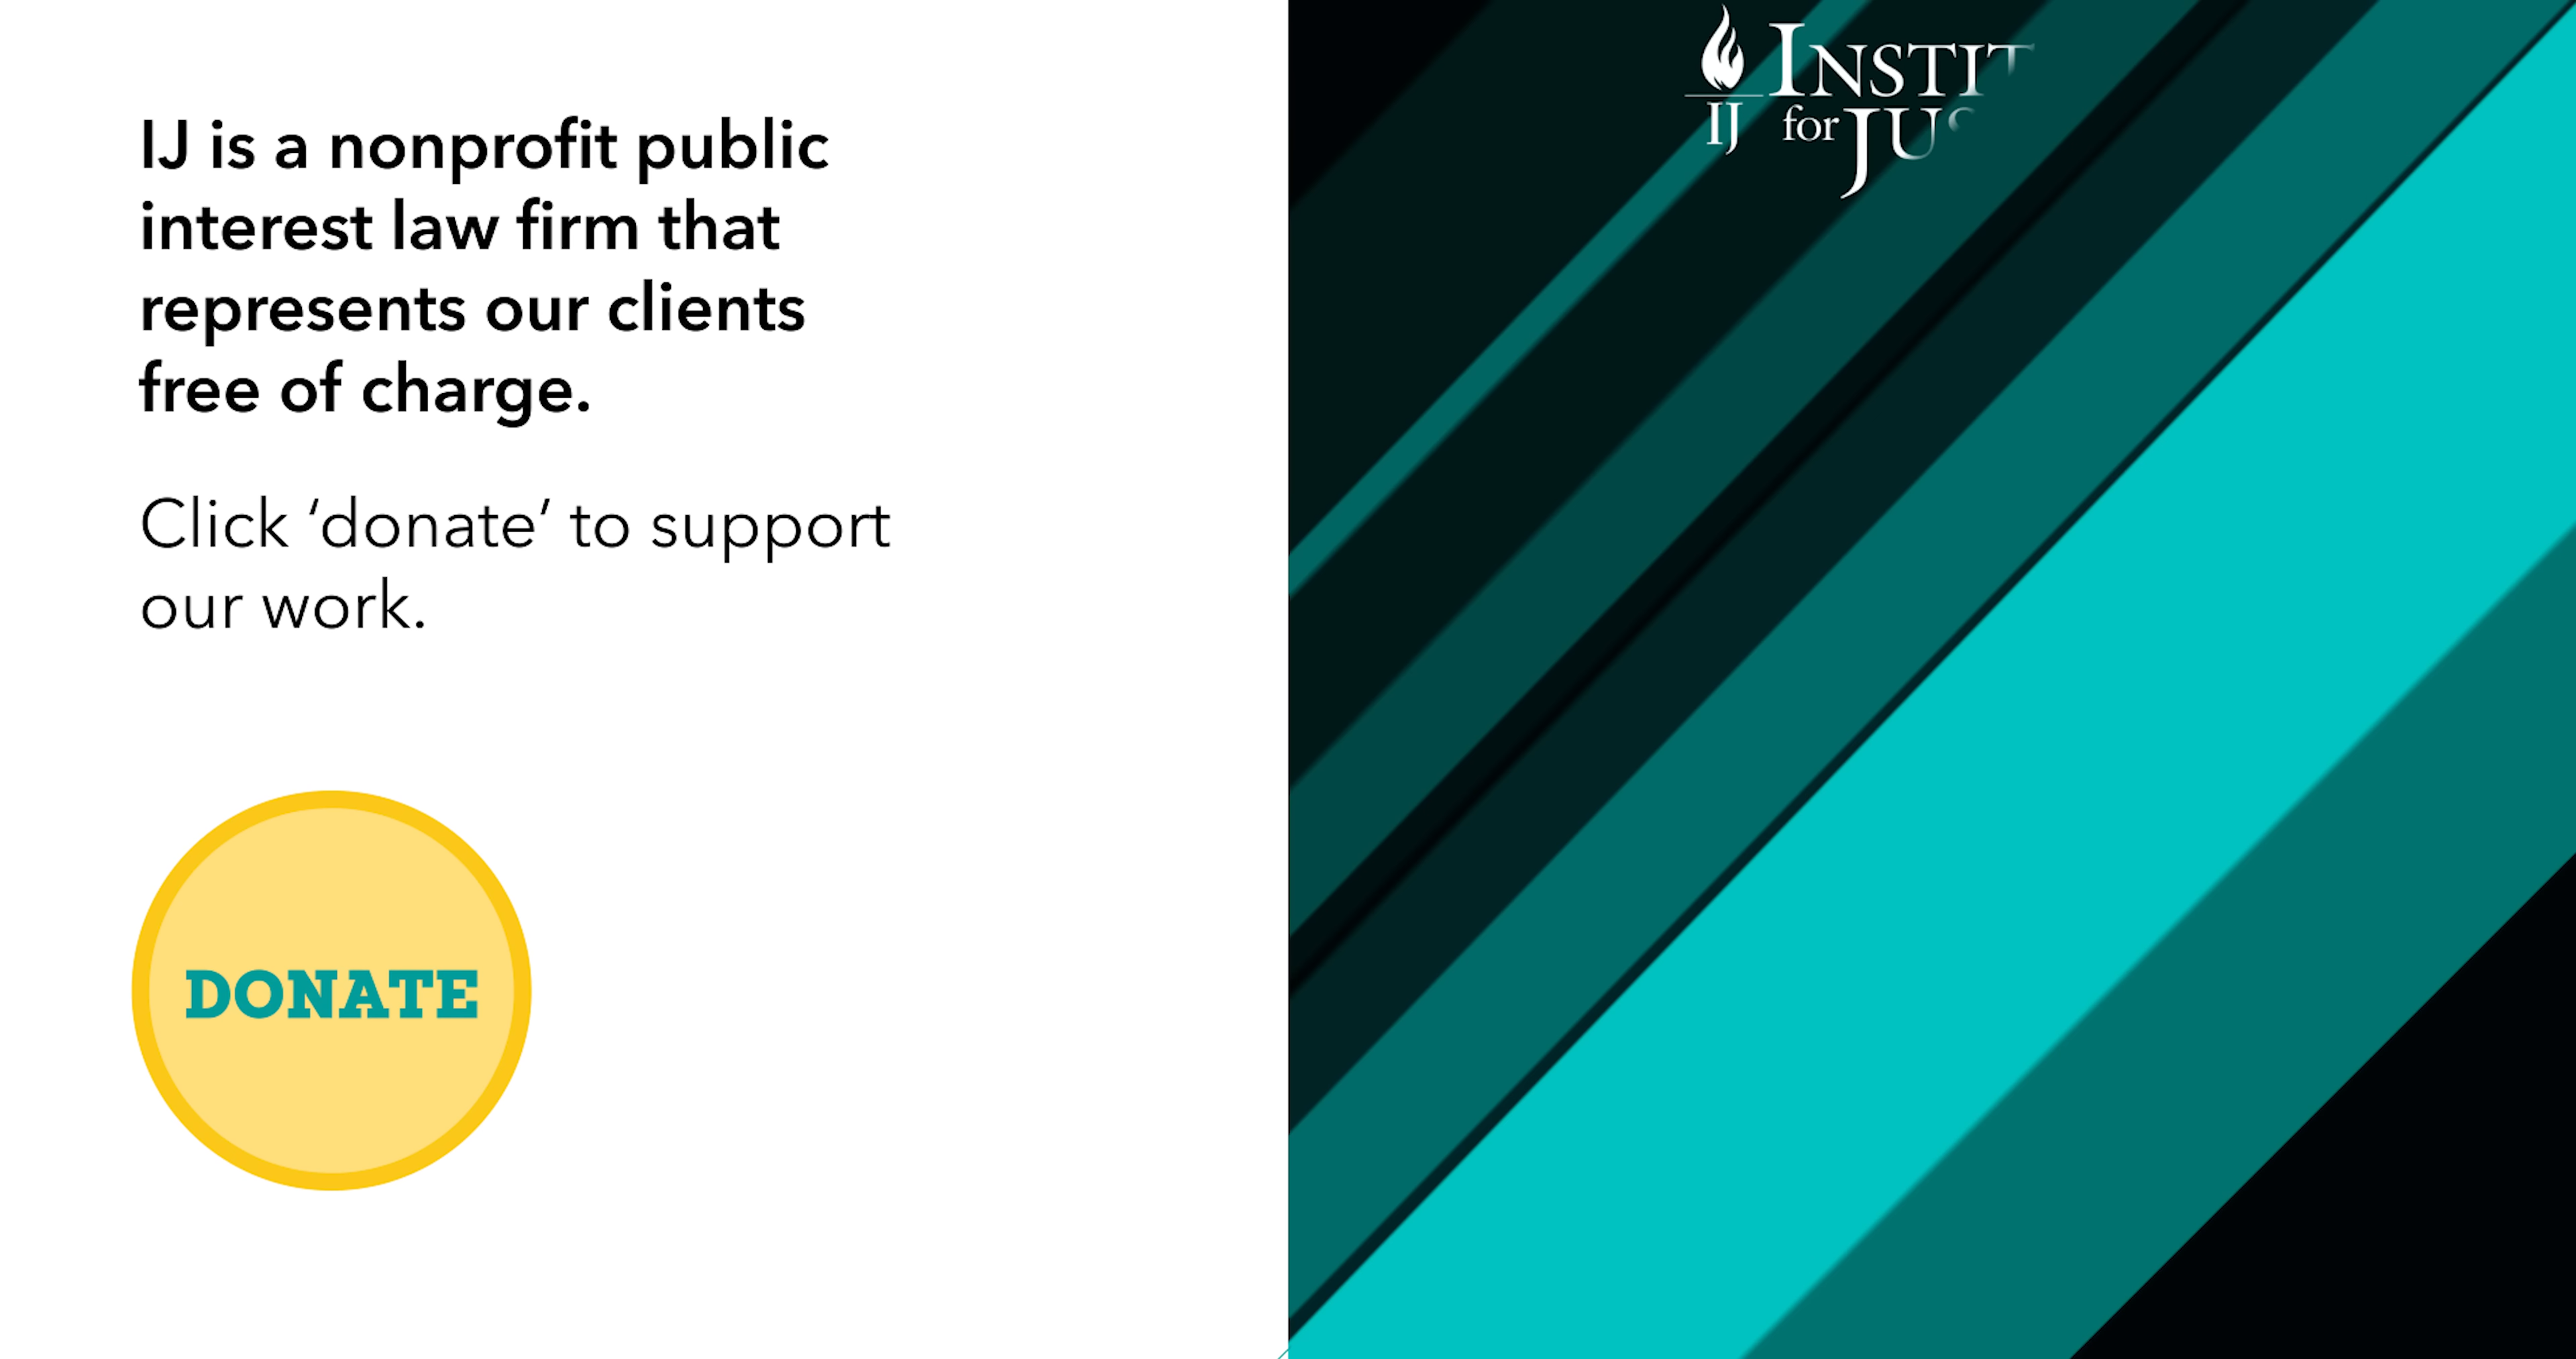 IJ is a nonprofit public
interest law firm that
represents our clients
free of charge.
Click ‘donate’ to support
our work.
DONATE
IJ
for